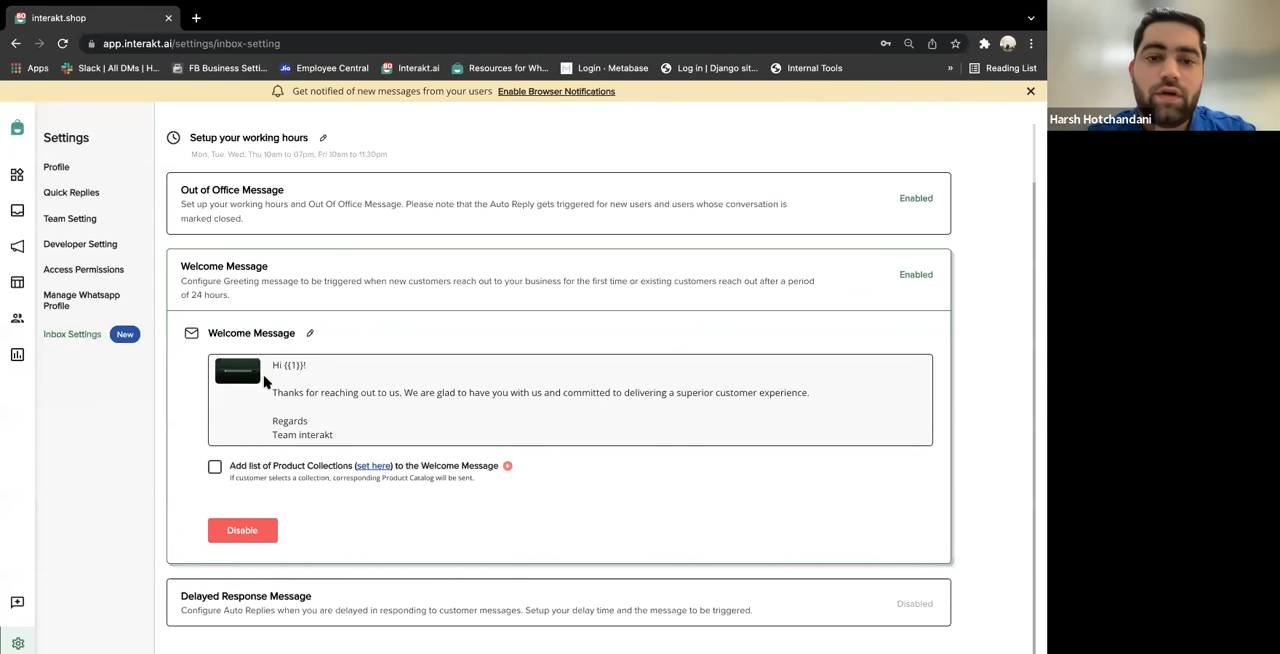 interakt.shop
app.interakt.ai/settings/inbox-setting
Apps
Slack | All DMs | H...
FB Business Setti...
Jio
Employee Central
Interakt.ai
Resources for Wh...
Login · Metabase
Log in | Django sit...
Internal Tools
»
Reading List
Get notified of new messages from your users Enable Browser Notifications
Harsh Hotchandani
Settings
Profile
Quick Replies
Team Setting
Developer Setting
Access Permissions
Manage Whatsapp
Profile
Inbox Settings New
Setup your working hours
Mon, Tue, Wed, Thu 10am to 07pm, Fri 10am to 11:30pm
Out of Office Message
Set up your working hours and Out Of Office Message. Please note that the Auto Reply gets triggered for new users and users whose conversation is
marked closed.
Enabled
Welcome Message
Configure Greeting message to be triggered when new customers reach out to your business for the first time or existing customers reach out after a period
of 24 hours.
Enabled
Welcome Message
Hi {{1}}!
Thanks for reaching out to us. We are glad to have you with us and committed to delivering a superior customer experience.
Regards
Team interakt
Add list of Product Collections (set here) to the Welcome Message
If customer selects a collection, corresponding Product Catalog will be sent.
Disable
Delayed Response Message
Configure Auto Replies when you are delayed in responding to customer messages. Setup your delay time and the message to be triggered.
Disabled